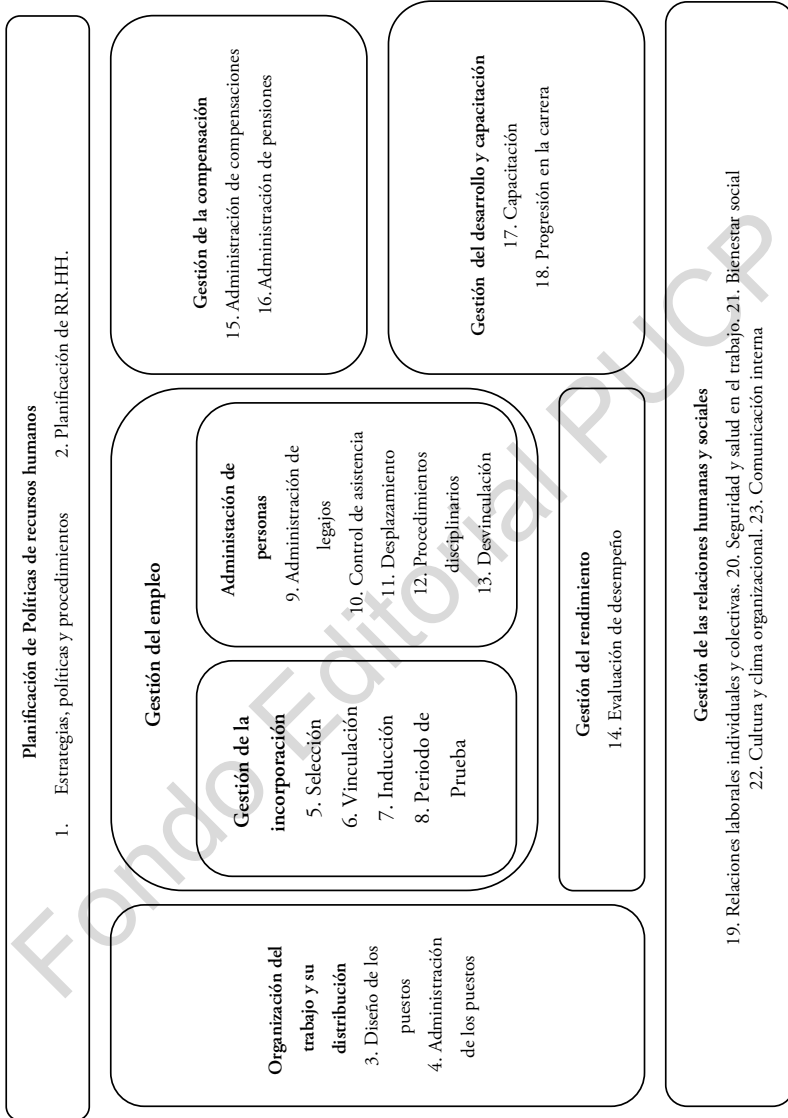 Planificación de Políticas de recursos humanos
1. Estrategias, políticas y procedimientos 2. Planificación de RR.HH.
Organización del
trabajo y su
distribución
3. Diseño de los
puestos
4. Administración
de los puestos
Gestión del empleo
Gestión de la
incorporación
5. Selección
6. Vinculación
7. Inducción
8. Periodo de
Prueba
Administación de
personas
9. Administración de
legajos
10. Control de asistencia
11. Desplazamiento
12. Procedimientos
disciplinarios
13. Desvinculación
Gestión del rendimiento
14. Evaluación de desempeño
Gestión de la compensación
15. Administración de compensaciones
16.Administración de pensiones
Gestión del desarrollo y capacitación
17. Capacitación
18. Progresión en la carrera
Gestión de las relaciones humanas y sociales
19. Relaciones laborales individuales y colectivas. 20. Seguridad y salud en el trabajo. 21. Bienestar social
22. Cultura y clima organizacional. 23. Comunicación interna
Fondo Editorial PUCP